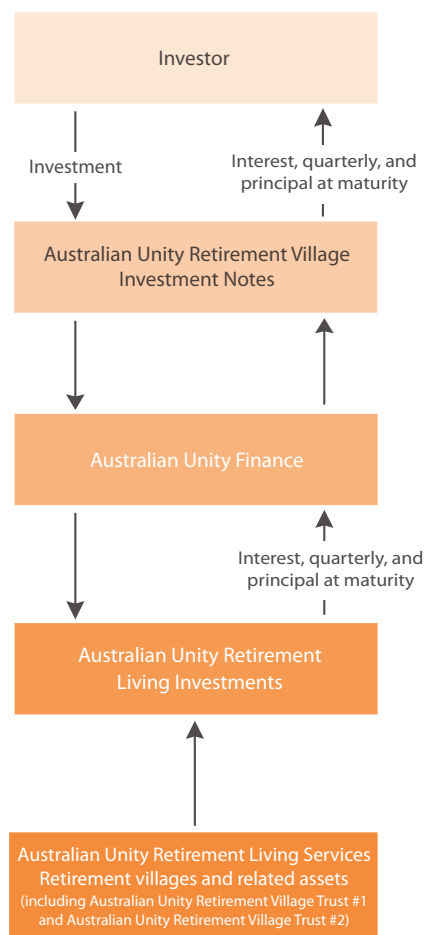 Investor
Investment
Interest, quarterly, and
principal at maturity
Australian Unity Retirement Village
Investment Notes
Australian Unity Finance
Interest, quarterly, and
principal at maturity
Australian Unity Retirement
Living Investments
Australian Unity Retirement Living Services
Retirement villages and related assets
(including Australian Unity Retirement Village Trust #1
and Australian Unity Retirement Village Trust #2)